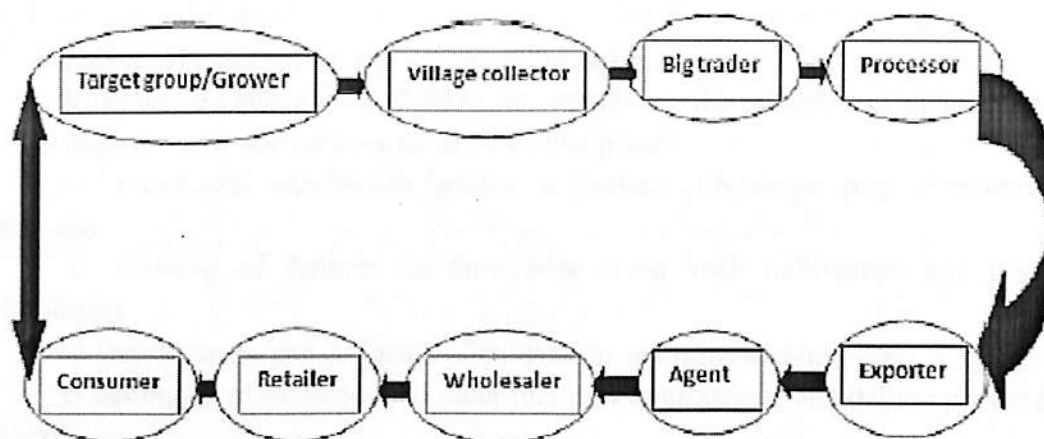 Target group/Grower
Village collector
Big trader
Processor
Consumer
Retailer
Wholesaler
Agent
Exporter